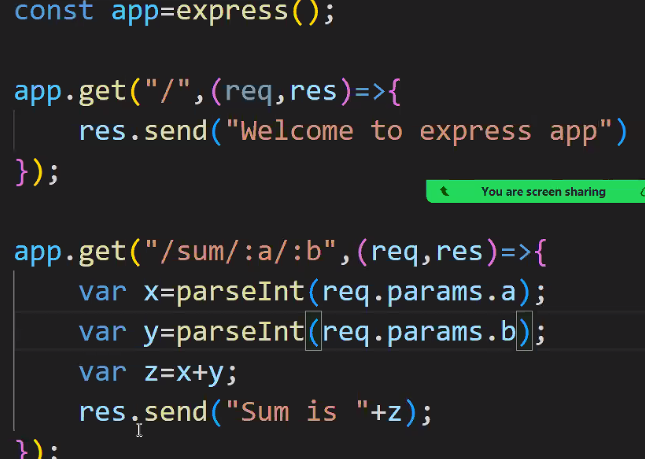 const app=express();
app.get("/",(req,res)=>{
res.send("Welcome to express app")
});
You are screen sharing
app.get("/sum/:a/:b",(req,res)=>{
var x=parseInt(req.params.a);
var y=parseInt(req.params.b);
var z=x+y;
res.send("Sum is "+z);
});